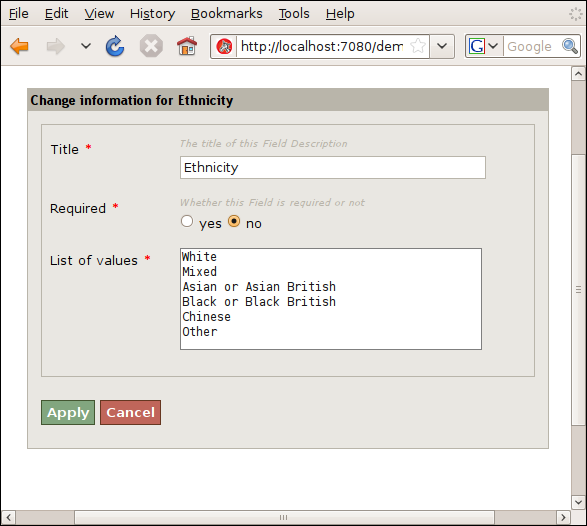 File Edit View History Bookmarks Tools Help
http://localhost:7080/dem
G Google
Change information for Ethnicity
The title of this Field Description
Title *
Ethnicity
Whether this Field is required or not
Required *
yes no
List of values *
White
Mixed
Asian or Asian British
Black or Black British
Chinese
Other
Apply Cancel